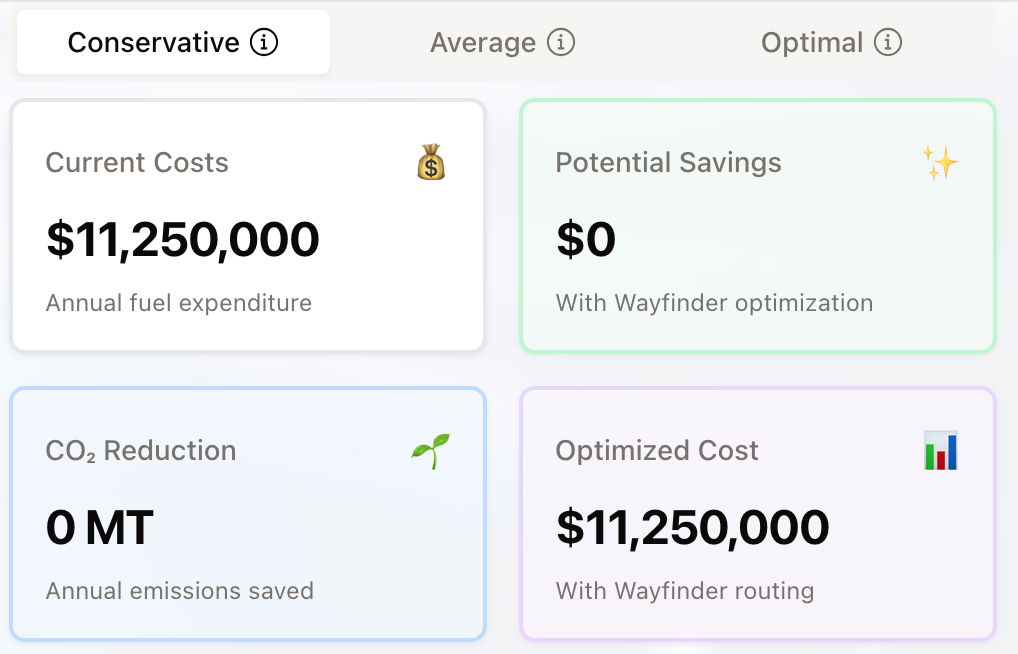 Conservative
Average
Optimal
Current Costs
$11,250,000
Annual fuel expenditure
Potential Savings
$0
With Wayfinder optimization
CO₂ Reduction
0 MT
Annual emissions saved
Optimized Cost
$11,250,000
With Wayfinder routing